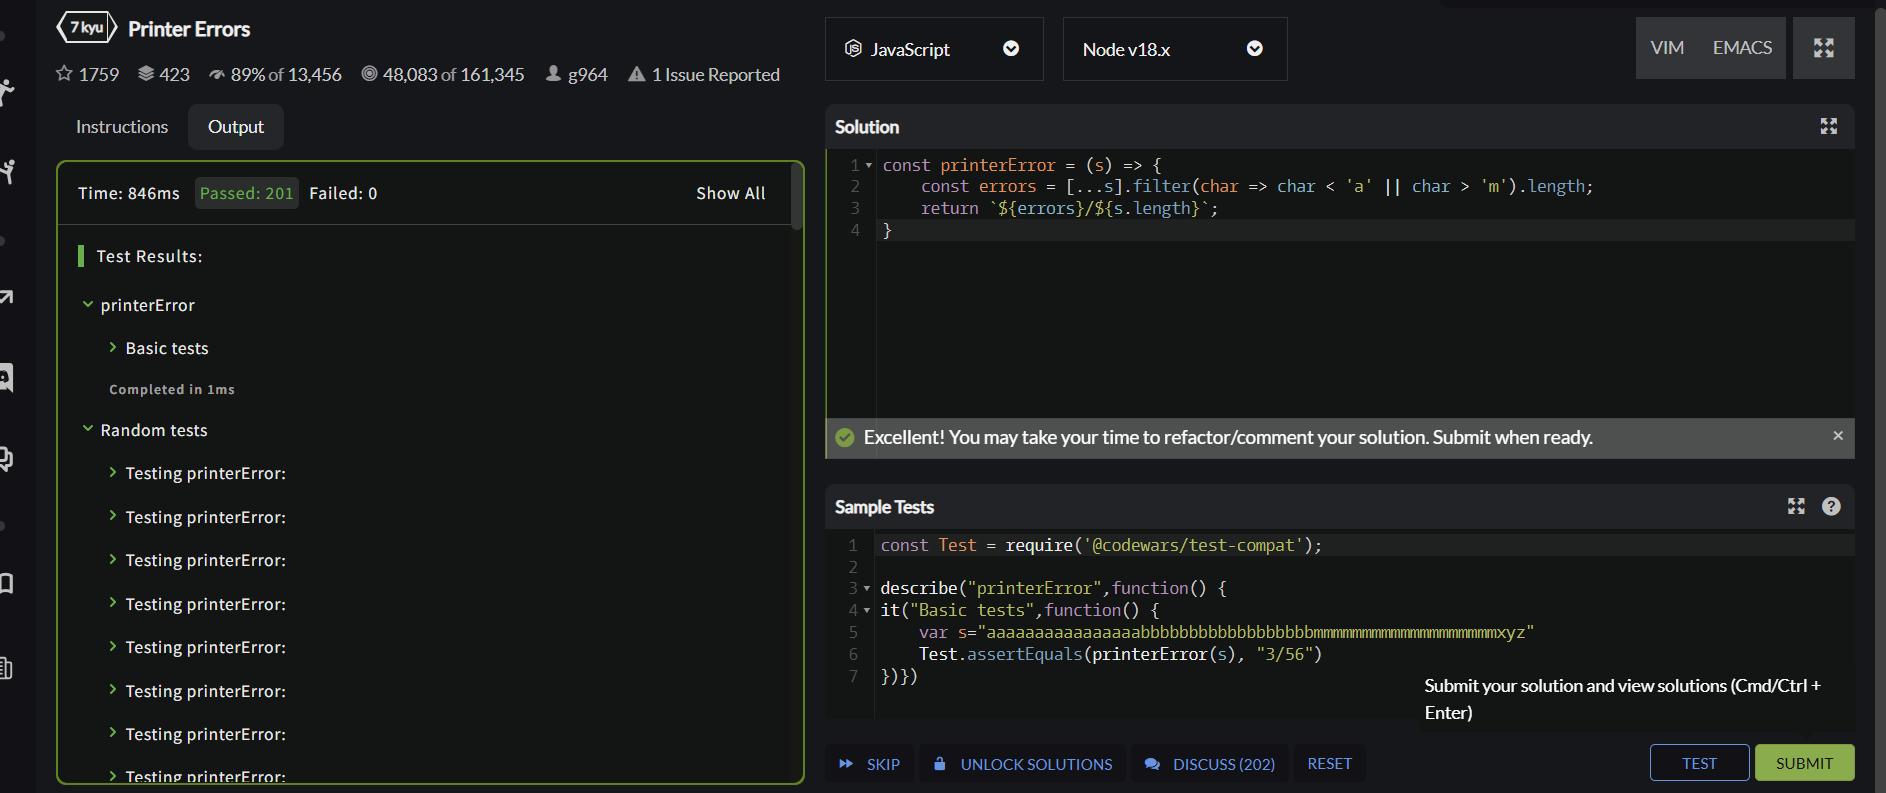 7 kyu Printer Errors
1759 423 89% of 13,456 48,083 of 161,345 g964 1 Issue Reported
Instructions Output
Time: 846ms Passed: 201 Failed: 0 Show All
Test Results:
printerError
Basic tests
Completed in 1ms
Random tests
Testing printerError:
Testing printerError:
Testing printerError:
Testing printerError:
Testing printerError:
Testing printerError:
Testing printerError:
Testing printerError:
JavaScript Node v18.x VIM EMACS
Solution
1 const printerError = (s) => {
2 const errors = [...s].filter(char => char < 'a' || char > 'm').length;
3 return `${errors}/${s.length}`;
4 }
Excellent! You may take your time to refactor/comment your solution. Submit when ready.
Sample Tests
1 const Test = require('@codewars/test-compat');
2
3 describe("printerError",function() {
4 it("Basic tests",function() {
5 var s="aaaaaaaaaaaaaaaabbbbbbbbbbbbbbbbbbmmmmmmmmmmmmmmmmmmmxyz"
6 Test.assertEquals(printerError(s), "3/56")
7 })})
Submit your solution and view solutions (Cmd/Ctrl +
Enter)
SKIP UNLOCK SOLUTIONS DISCUSS (202) RESET TEST SUBMIT